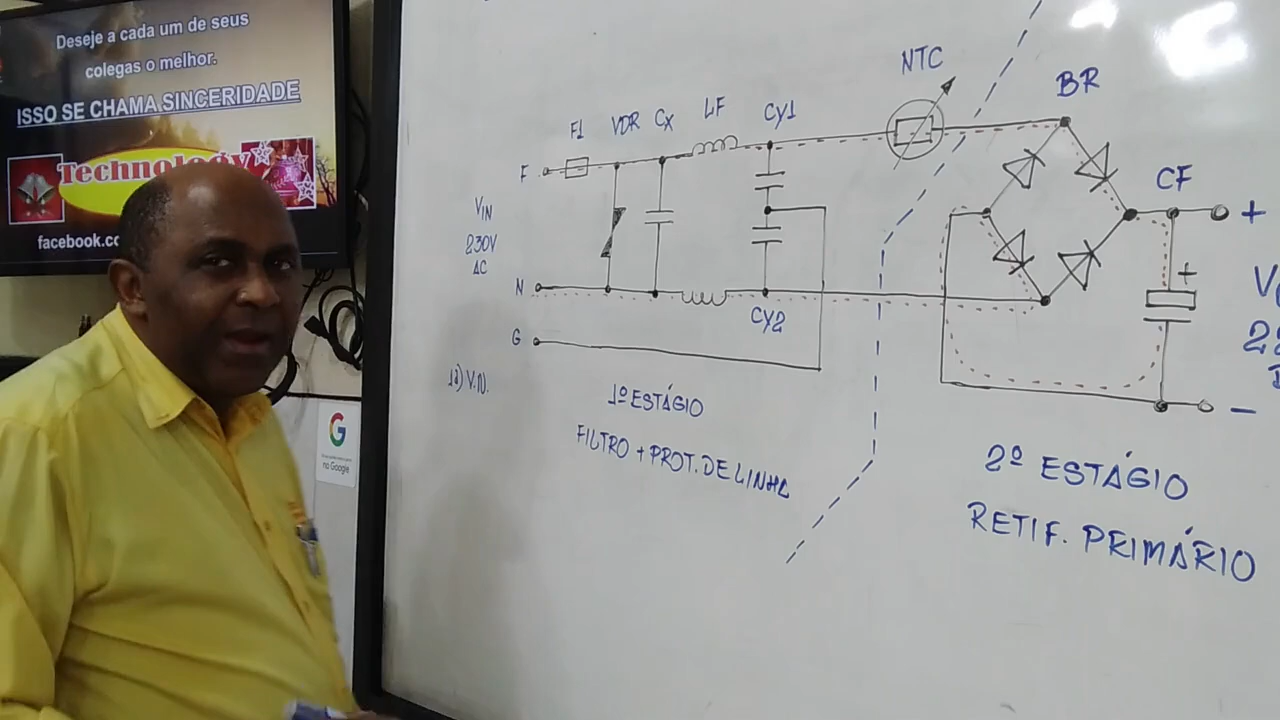 Deseje a cada um de seus
colegas o melhor.
ISSO SE CHAMA SINCERIDADE
Technology
facebook.co
G
no Google
F1
VDR
Cx
LF
Cy1
NTC
BR
CF
F
VIN
230V
AC
N
G
CY2
+
+
-
V
22
1a) V.N.
1º ESTÁGIO
FILTRO + PROT. DE LINHA
2º ESTÁGIO
RETIF. PRIMÁRIO